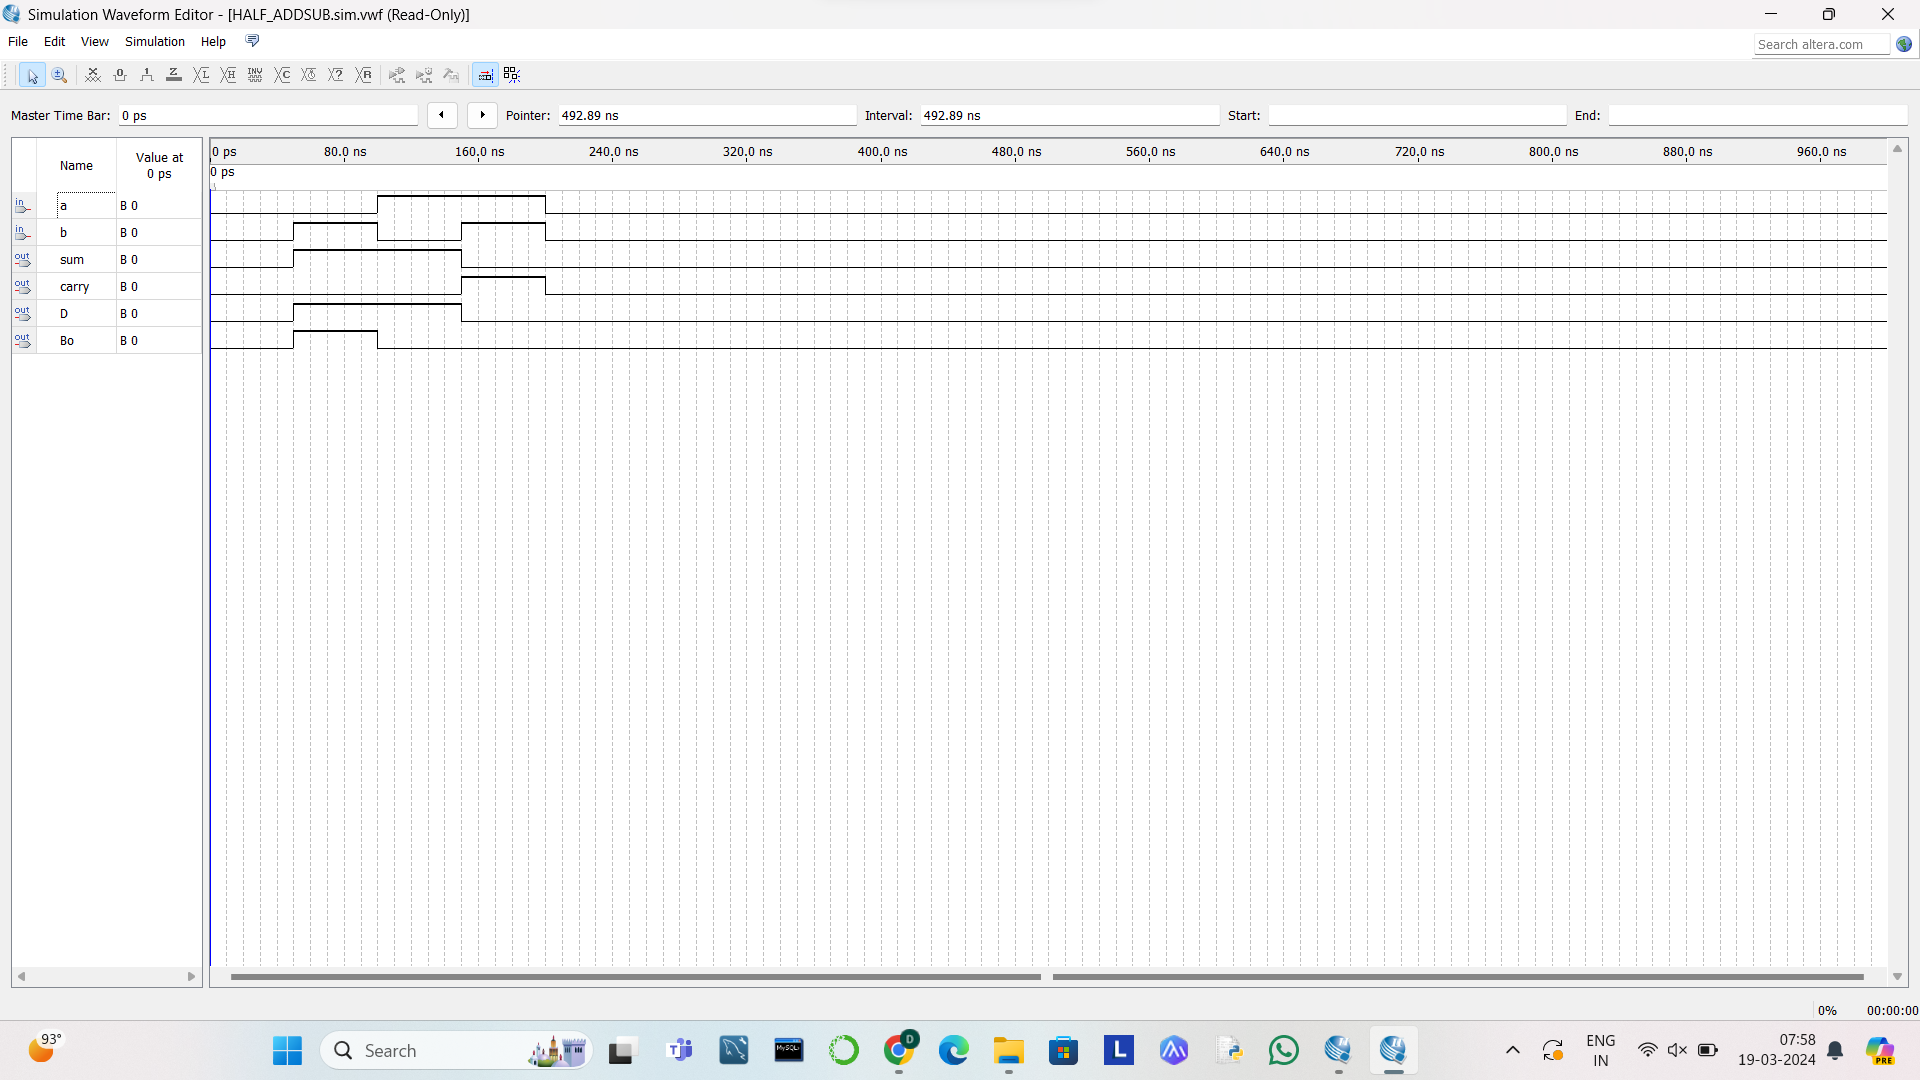 Simulation Waveform Editor - [HALF_ADDSUB.sim.vwf (Read-Only)]
File Edit View Simulation Help
Search altera.com
Master Time Bar: 0 ps Pointer: 492.89 ns Interval: 492.89 ns Start: End:
Name Value at 0 ps
0 ps 80.0 ns 160.0 ns 240.0 ns 320.0 ns 400.0 ns 480.0 ns 560.0 ns 640.0 ns 720.0 ns 800.0 ns 880.0 ns 960.0 ns
0 ps
in a B 0
in b B 0
out sum B 0
out carry B 0
out D B 0
out Bo B 0
0% 00:00:00
93°
Search
ENG
IN
07:58
19-03-2024
PRE